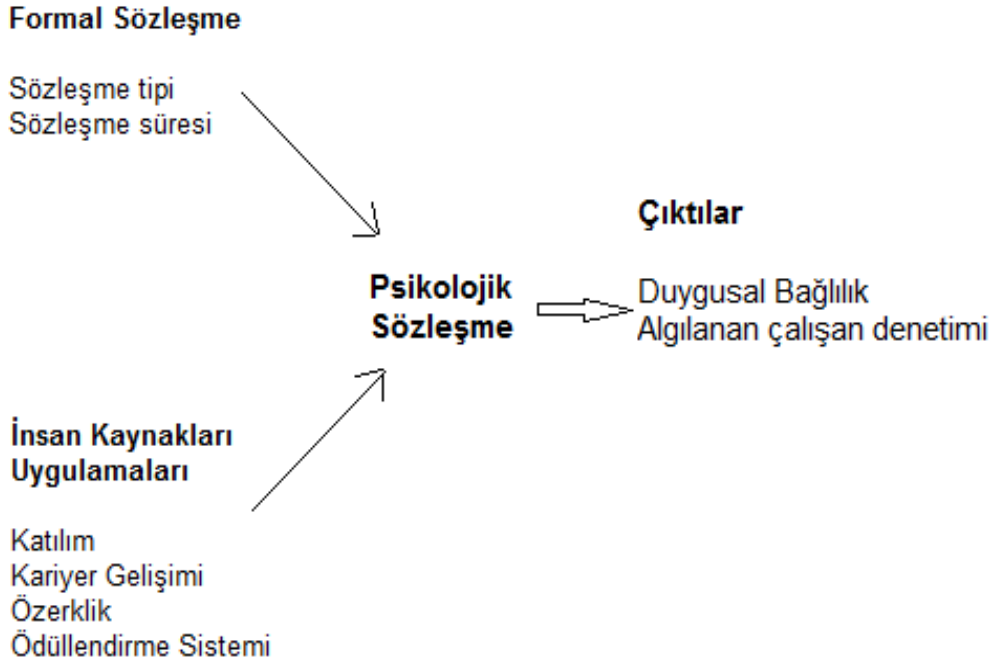 Formal Sözleşme
Sözleşme tipi
Sözleşme süresi
Çıktılar
Psikolojik
Sözleşme
Duygusal Bağlılık
Algılanan çalışan denetimi
İnsan Kaynakları
Uygulamaları
Katılım
Kariyer Gelişimi
Özerklik
Ödüllendirme Sistemi